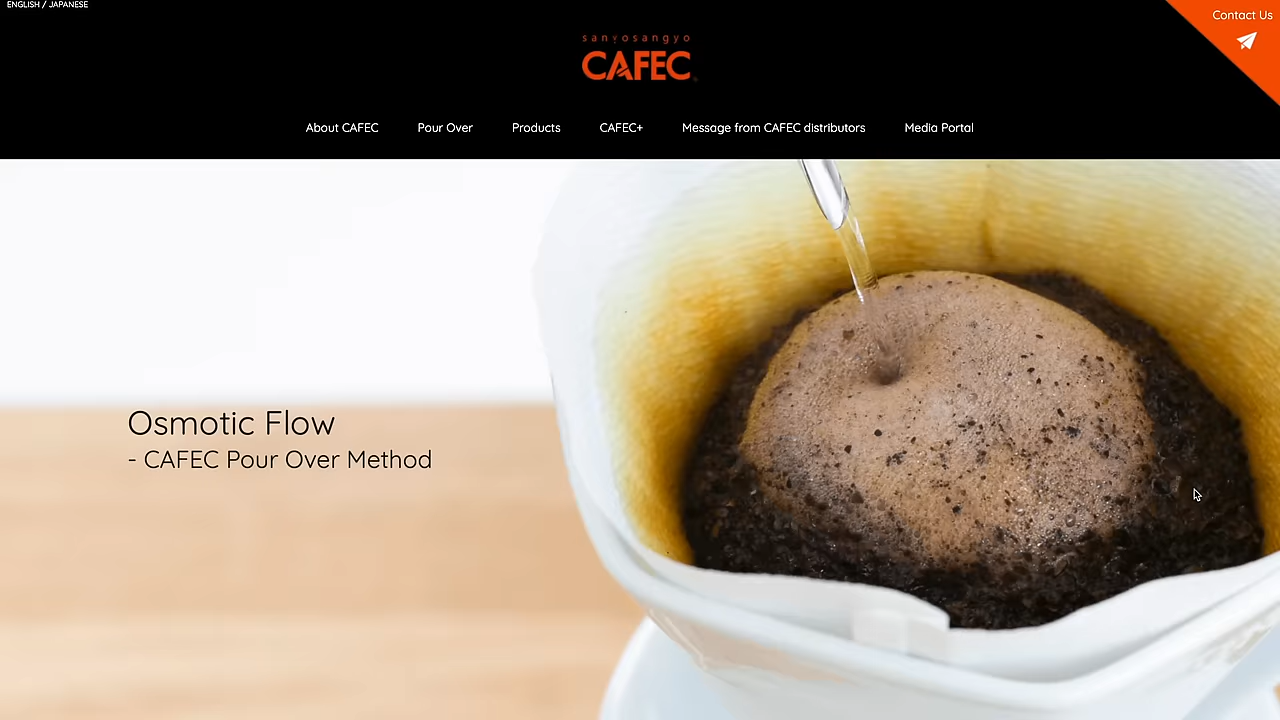 ENGLISH / JAPANESE
Contact Us
sanyosangyo
CAFEC
About CAFEC
Pour Over
Products
CAFEC+
Message from CAFEC distributors
Media Portal
Osmotic Flow
- CAFEC Pour Over Method